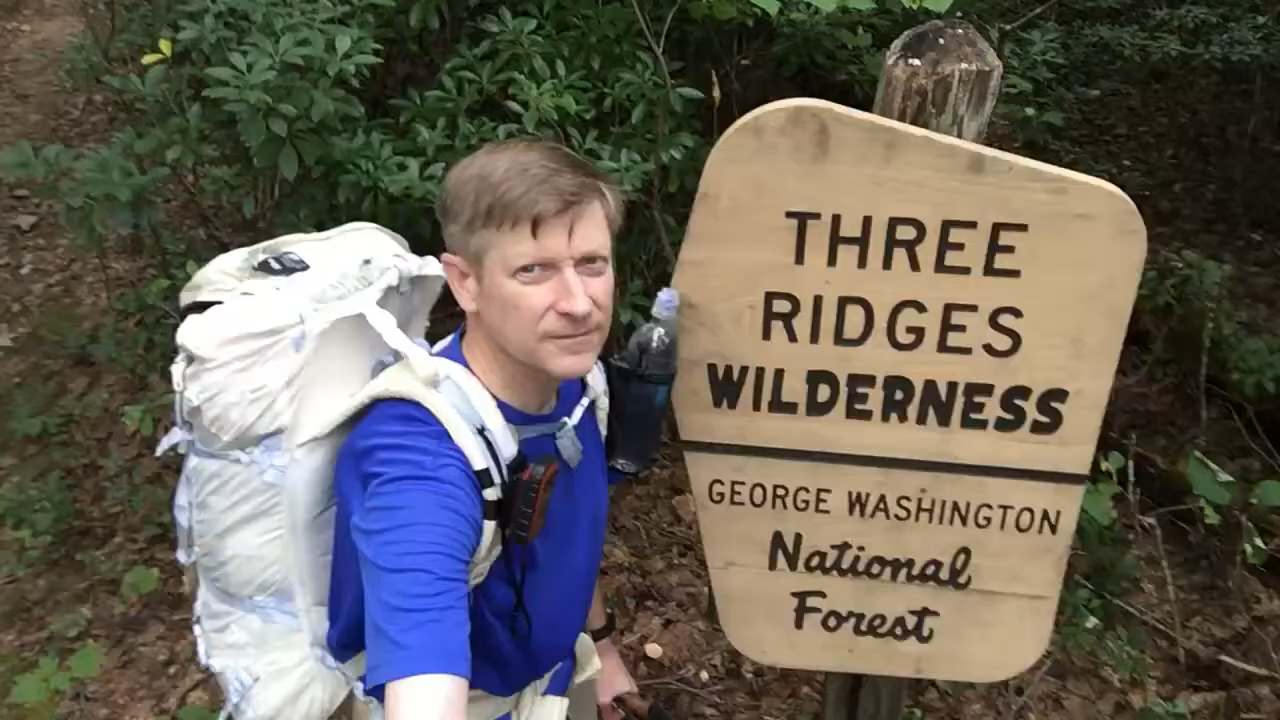 THREE
RIDGES
WILDERNESS
GEORGE WASHINGTON
National
Forest